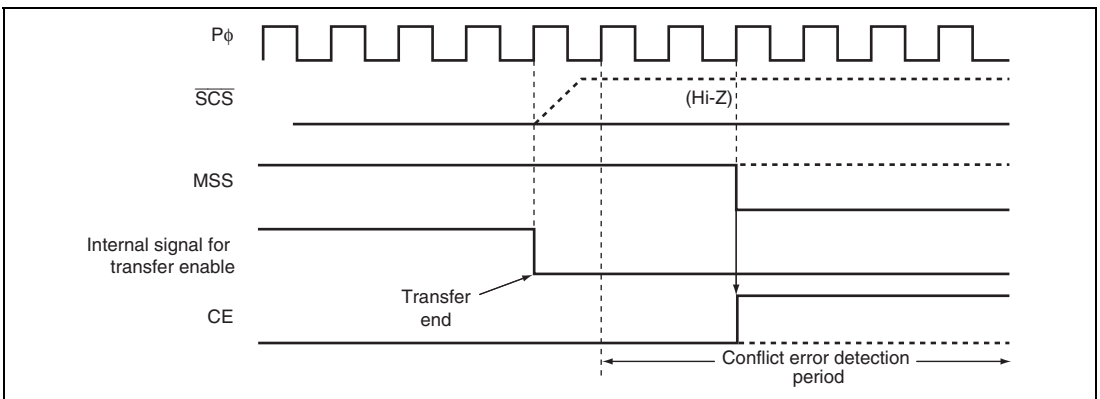 Pφ
SCS
(Hi-Z)
MSS
Internal signal for
transfer enable
Transfer
end
CE
Conflict error detection
period